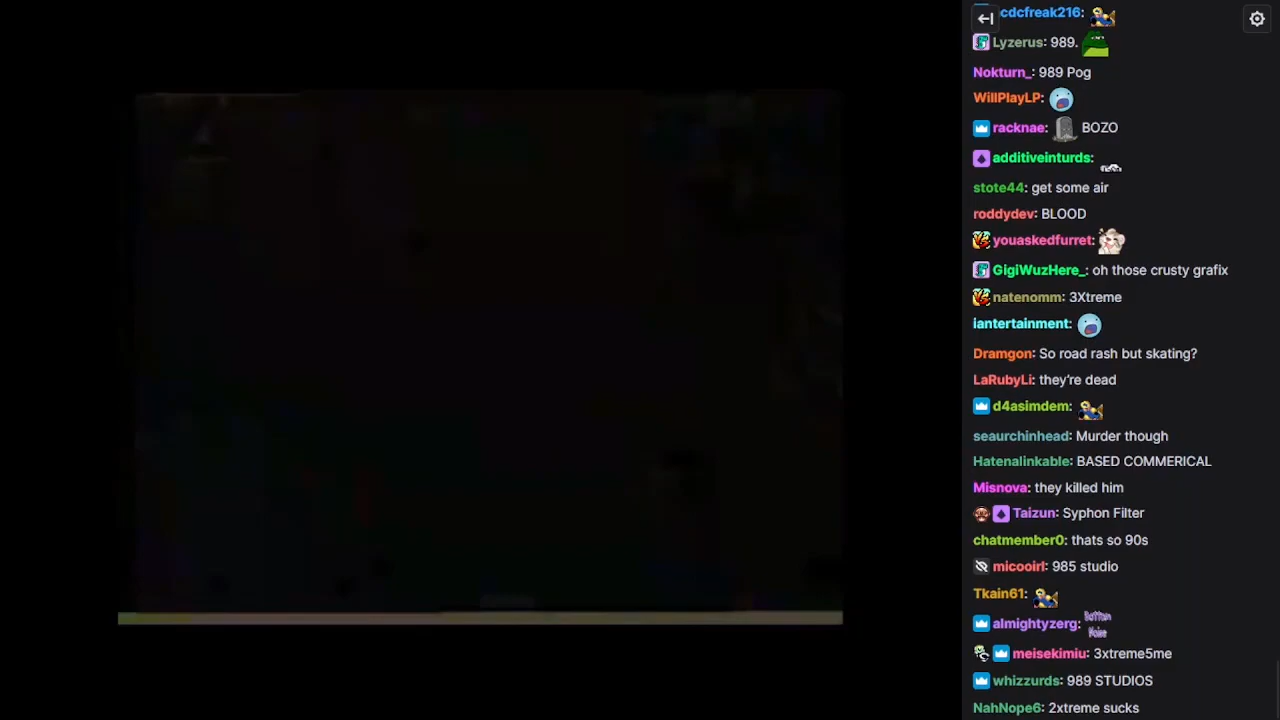 cdcfreak216:
Lyzerus: 989.
Nokturn_: 989 Pog
WillPlayLP:
racknae: BOZO
additiveinturds:
stote44: get some air
roddydev: BLOOD
youaskedfurret:
GigiWuzHere_: oh those crusty grafix
natenomm: 3Xtreme
iantertainment:
Dramgon: So road rash but skating?
LaRubyLi: they're dead
d4asimdem:
seaurchinhead: Murder though
Hatenalinkable: BASED COMMERICAL
Misnova: they killed him
Taizun: Syphon Filter
chatmember0: thats so 90s
micooirl: 985 studio
Tkain61:
almightyzerg: Button Noise
meisekimiu: 3xtreme5me
whizzurds: 989 STUDIOS
NahNope6: 2xtreme sucks